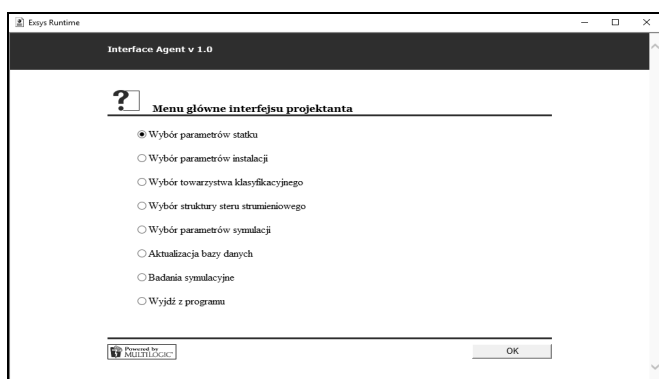 Exsys Runtime
Interface Agent v 1.0
Menu główne interfejsu projektanta
Wybór parametrów statku
Wybór parametrów instalacji
Wybór towarzystwa klasyfikacyjnego
Wybór struktury steru strumieniowego
Wybór parametrów symulacji
Aktualizacja bazy danych
Badania symulacyjne
Wyjdź z programu
Powered by
MULTILOGIC
OK